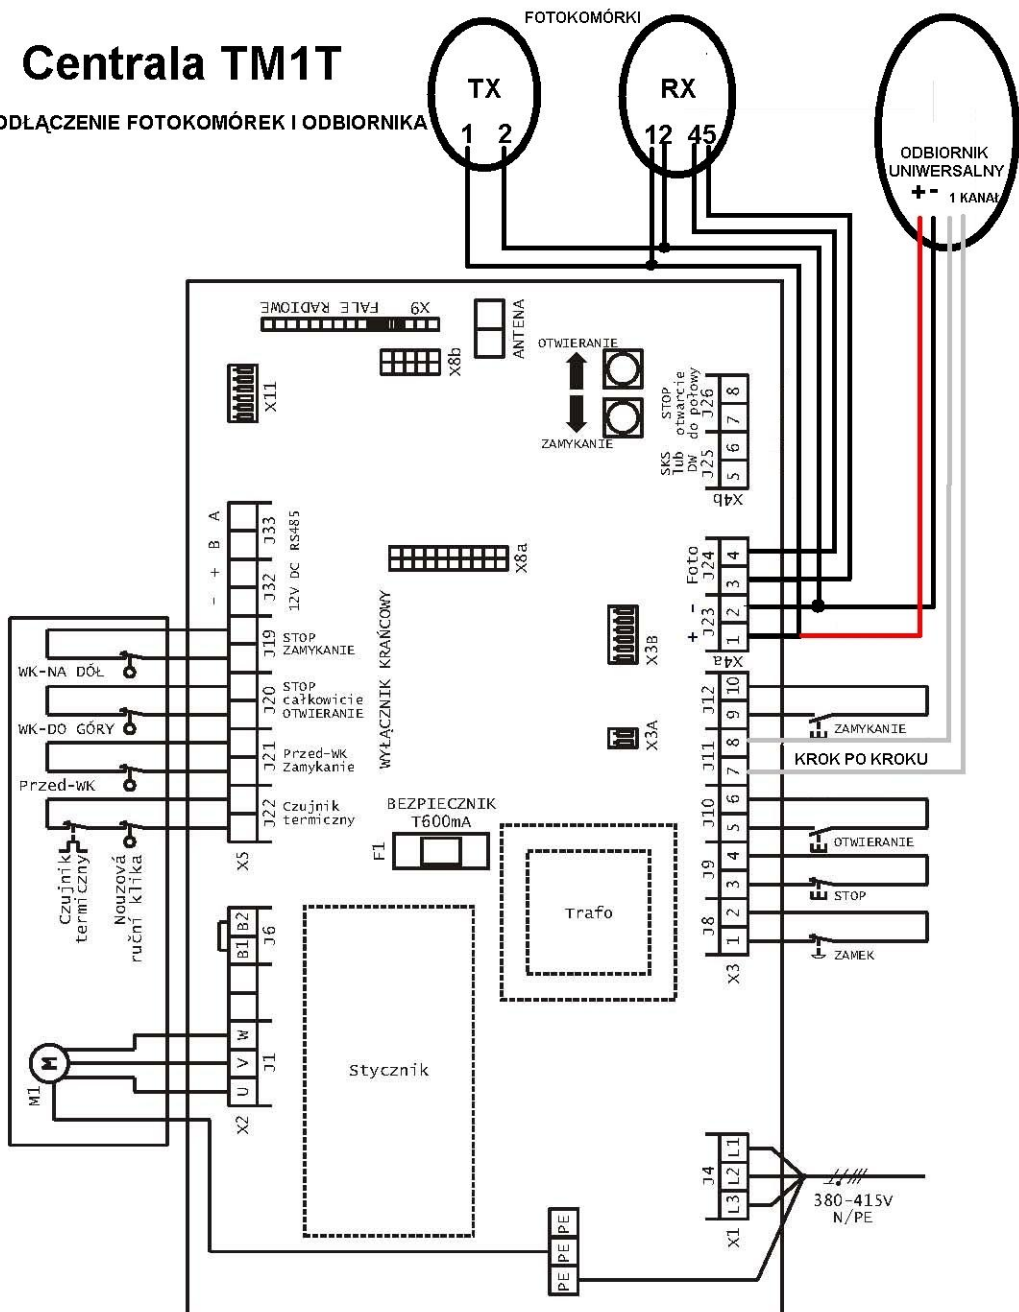 FOTOKOMÓRKI
Centrala TM1T
ODŁĄCZENIE FOTOKOMÓREK I ODBIORNIKA
TX
1 2
RX
12 45
ODBIORNIK
UNIWERSALNY
+ - 1 KANAŁ
FALE RADIOWE X9
X8b
ANTENA
X11
OTWIERANIE
ZAMYKANIE
STOP
otwarcie
do połowy
J26
8
7
SKS
lub
DW
J25
6
5
X4b
A
B
J33
RS485
+
-
J32
12V DC
X8a
Foto
J24
4
3
-
+
J23
2
1
X4a
X3B
X3A
WYŁĄCZNIK KRAŃCOWY
WK-NA DÓŁ
J19
STOP
ZAMYKANIE
WK-DO GÓRY
J20
STOP
całkowicie
OTWIERANIE
Przed-WK
J21
Przed-WK
Zamykanie
Czujnik
termiczny
Nouzová
ruční klika
J22
Czujnik
termiczny
X5
BEZPIECZNIK
T600mA
F1
J12
10
9
ZAMYKANIE
J11
8
7
KROK PO KROKU
J10
6
5
OTWIERANIE
J9
4
3
STOP
J8
2
1
ZAMEK
X3
Trafo
Stycznik
B2
B1
J6
W
V
U
J1
X2
M
M1
J4
L1
L2
L3
X1
380-415V
N/PE
PE
PE
PE